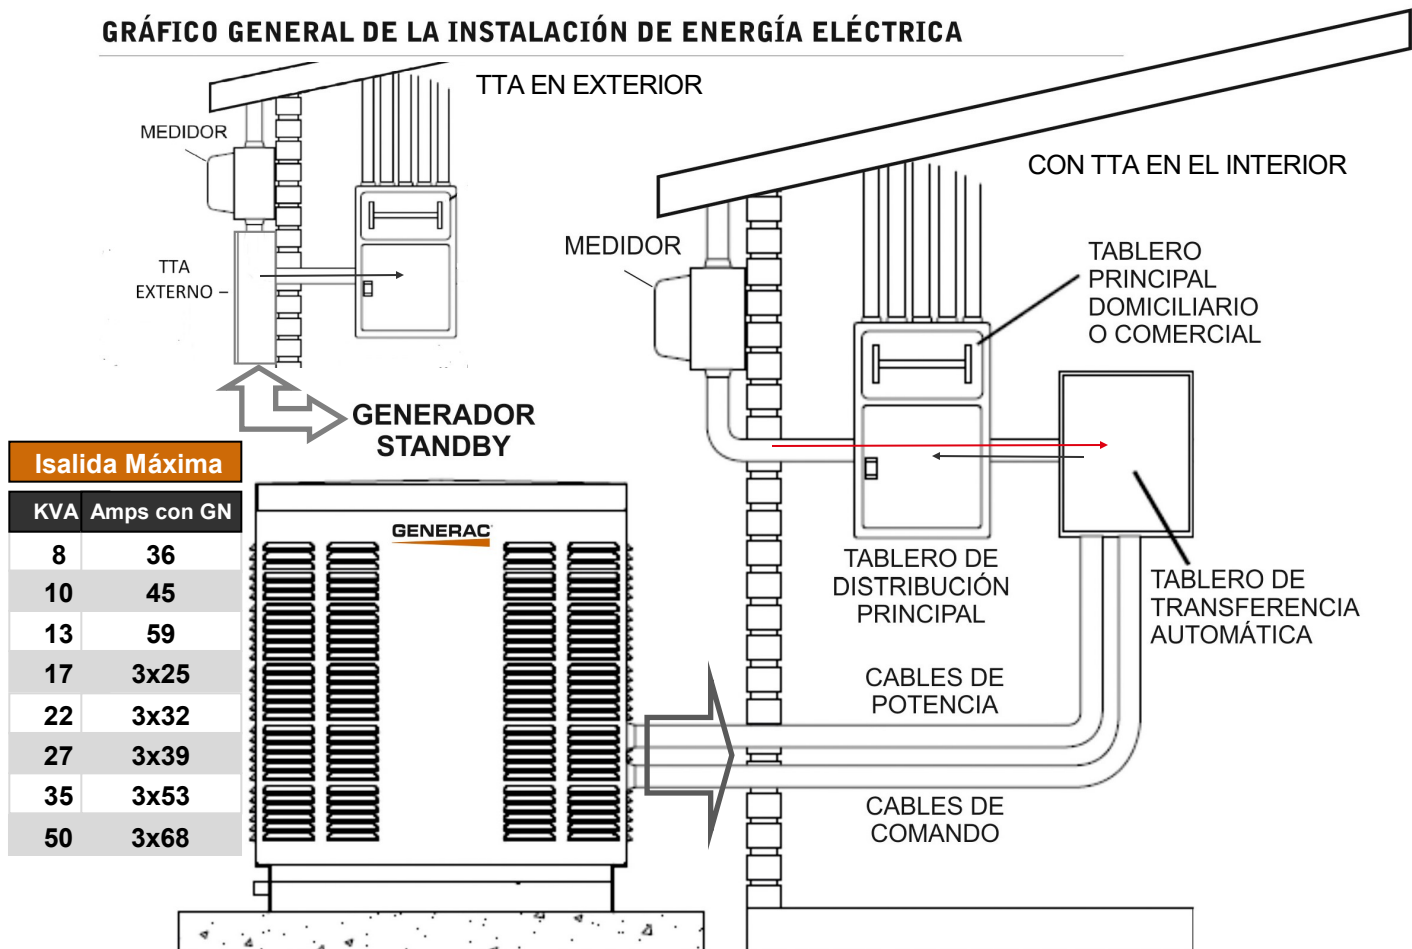 GRÁFICO GENERAL DE LA INSTALACIÓN DE ENERGÍA ELÉCTRICA
TTA EN EXTERIOR
MEDIDOR
TTA
EXTERNO
CON TTA EN EL INTERIOR
MEDIDOR
TABLERO
PRINCIPAL
DOMICILIARIO
O COMERCIAL
GENERADOR
STANDBY
Isalida Máxima
KVA Amps con GN
8 36
10 45
13 59
17 3x25
22 3x32
27 3x39
35 3x53
50 3x68
GENERAC
TABLERO DE
DISTRIBUCIÓN
PRINCIPAL
TABLERO DE
TRANSFERENCIA
AUTOMÁTICA
CABLES DE
POTENCIA
CABLES DE
COMANDO